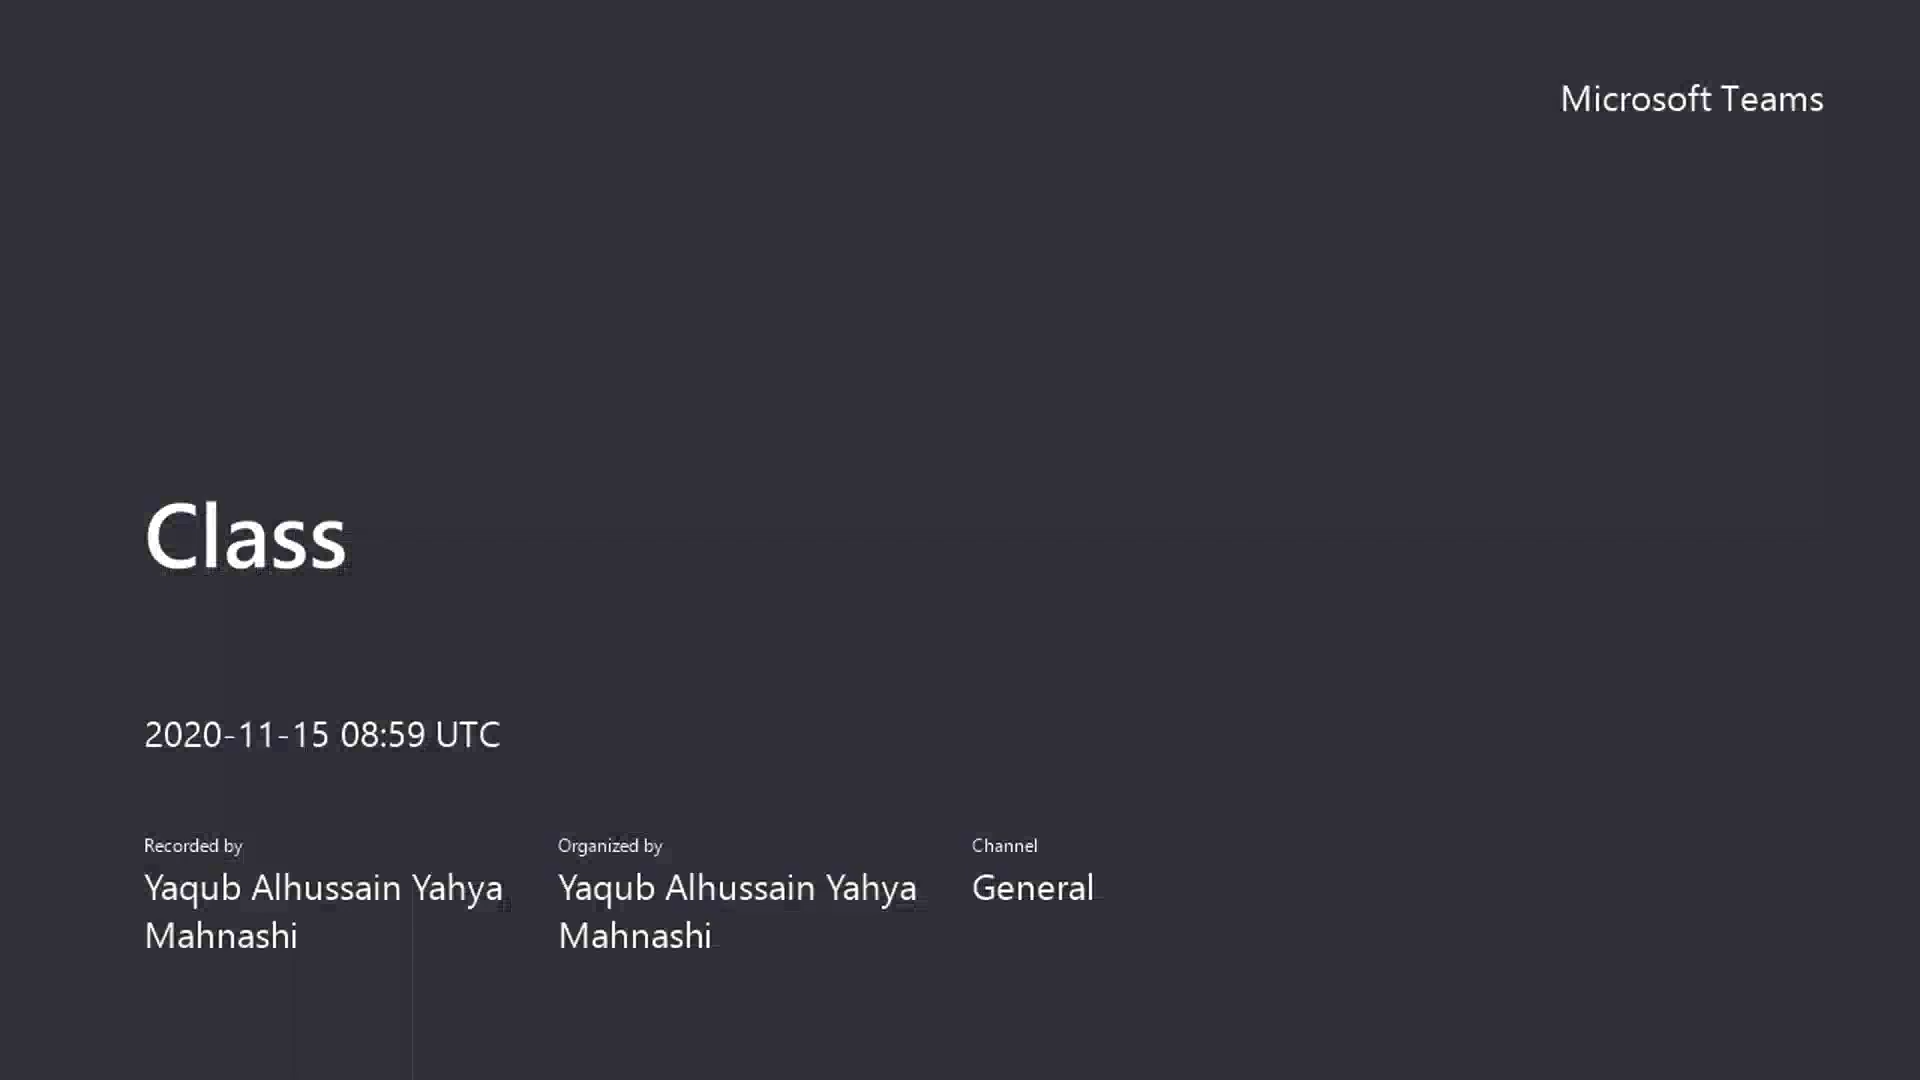 Microsoft Teams
Class
2020-11-15 08:59 UTC
Recorded by
Yaqub Alhussain Yahya
Mahnashi
Organized by
Yaqub Alhussain Yahya
Mahnashi
Channel
General